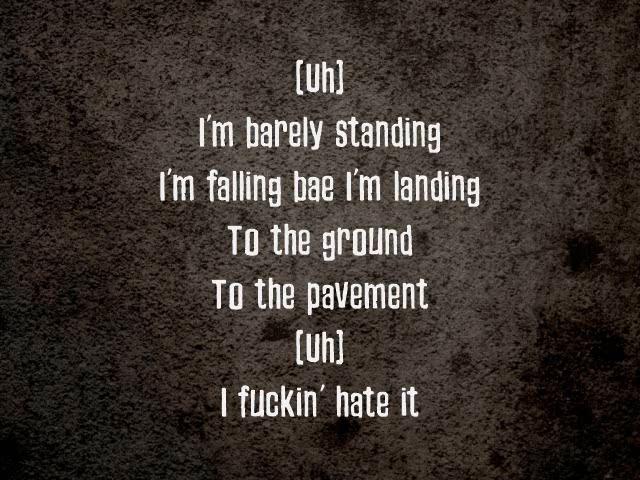 [Uh]
I'm barely standing
I'm falling bae I'm landing
To the ground
To the pavement
[Uh]
I fuckin' hate it